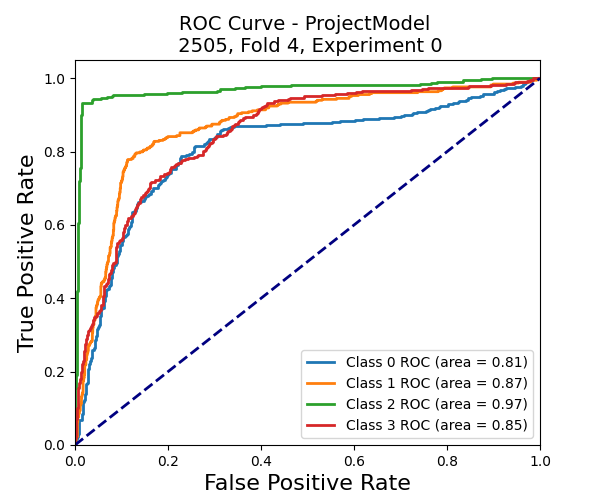 ROC Curve - ProjectModel
2505, Fold 4, Experiment 0
True Positive Rate
1.0
0.8
0.6
0.4
0.2
0.0
0.0 0.2 0.4 0.6 0.8 1.0
False Positive Rate
Class 0 ROC (area = 0.81)
Class 1 ROC (area = 0.87)
Class 2 ROC (area = 0.97)
Class 3 ROC (area = 0.85)